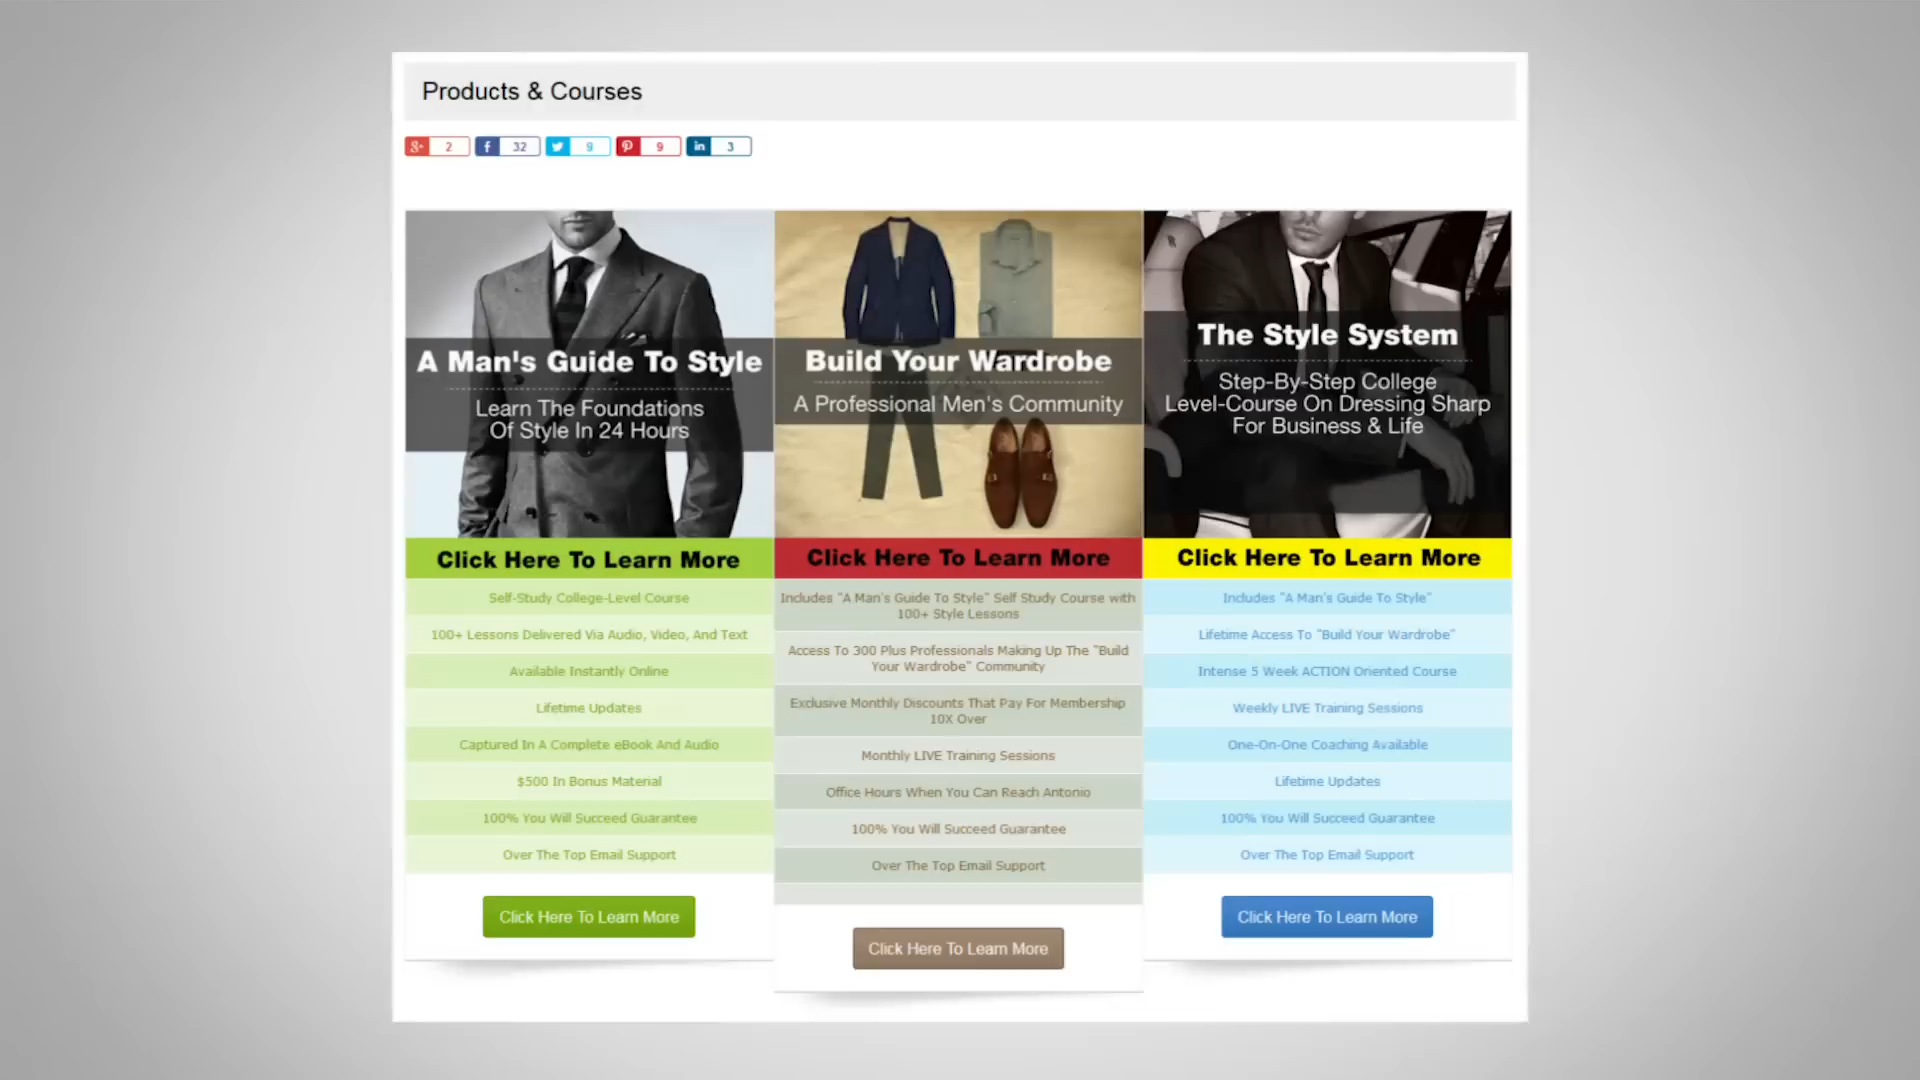 Products & Courses
2 32 9 9 3
A Man's Guide To Style
Learn The Foundations
Of Style In 24 Hours
Click Here To Learn More
Self-Study College-Level Course
100+ Lessons Delivered Via Audio, Video, And Text
Available Instantly Online
Lifetime Updates
Captured In A Complete eBook And Audio
$500 In Bonus Material
100% You Will Succeed Guarantee
Over The Top Email Support
Click Here To Learn More
Build Your Wardrobe
A Professional Men's Community
Click Here To Learn More
Includes "A Man's Guide To Style" Self Study Course with
100+ Style Lessons
Access To 300 Plus Professionals Making Up The "Build
Your Wardrobe" Community
Exclusive Monthly Discounts That Pay For Membership
10X Over
Monthly LIVE Training Sessions
Office Hours When You Can Reach Antonio
100% You Will Succeed Guarantee
Over The Top Email Support
Click Here To Learn More
The Style System
Step-By-Step College
Level-Course On Dressing Sharp
For Business & Life
Click Here To Learn More
Includes "A Man's Guide To Style"
Lifetime Access To "Build Your Wardrobe"
Intense 5 Week ACTION Oriented Course
Weekly LIVE Training Sessions
One-On-One Coaching Available
Lifetime Updates
100% You Will Succeed Guarantee
Over The Top Email Support
Click Here To Learn More